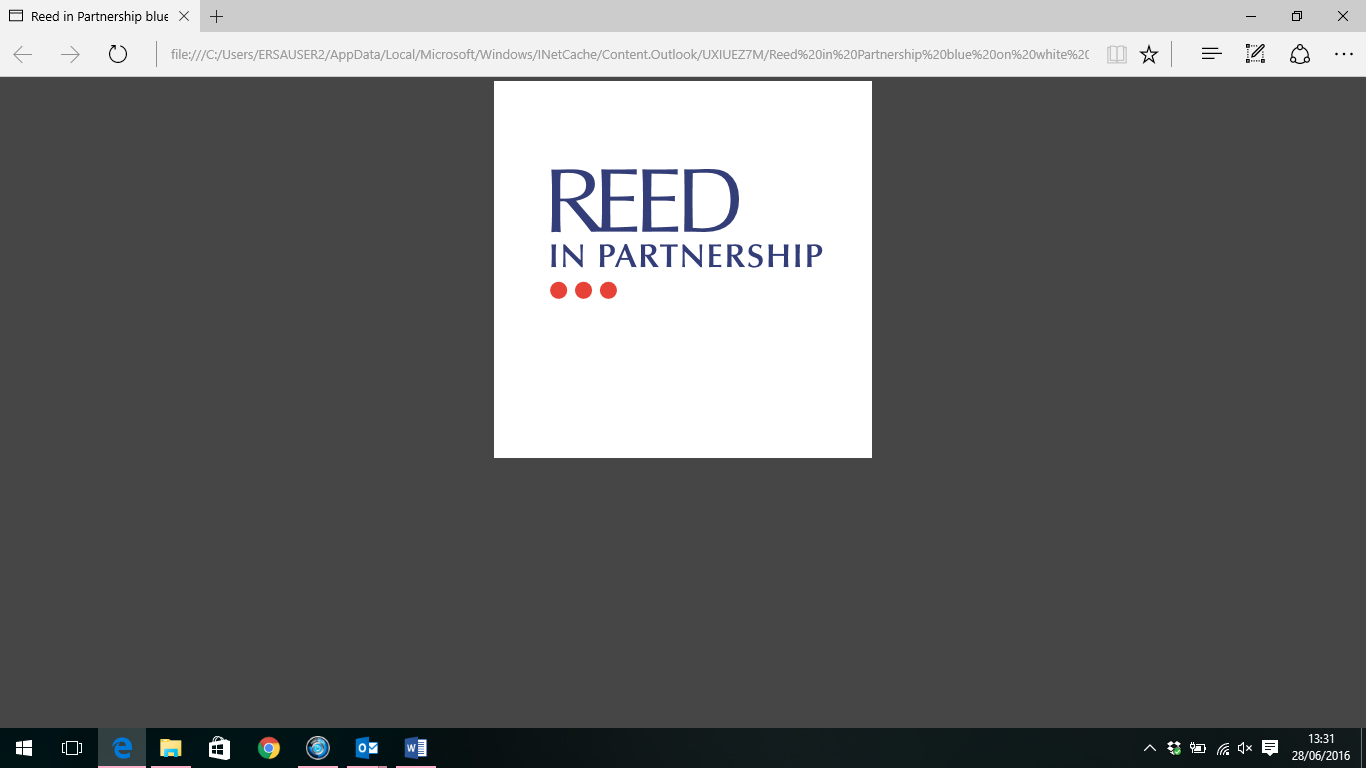 Reed in Partnership blue
file:///C:/Users/ERSAUSER2/AppData/Local/Microsoft/Windows/INetCache/Content.Outlook/UXIUEZ7M/Reed%20in%20Partnership%20blue%20on%20white%20
REED
IN PARTNERSHIP
13:31
28/06/2016